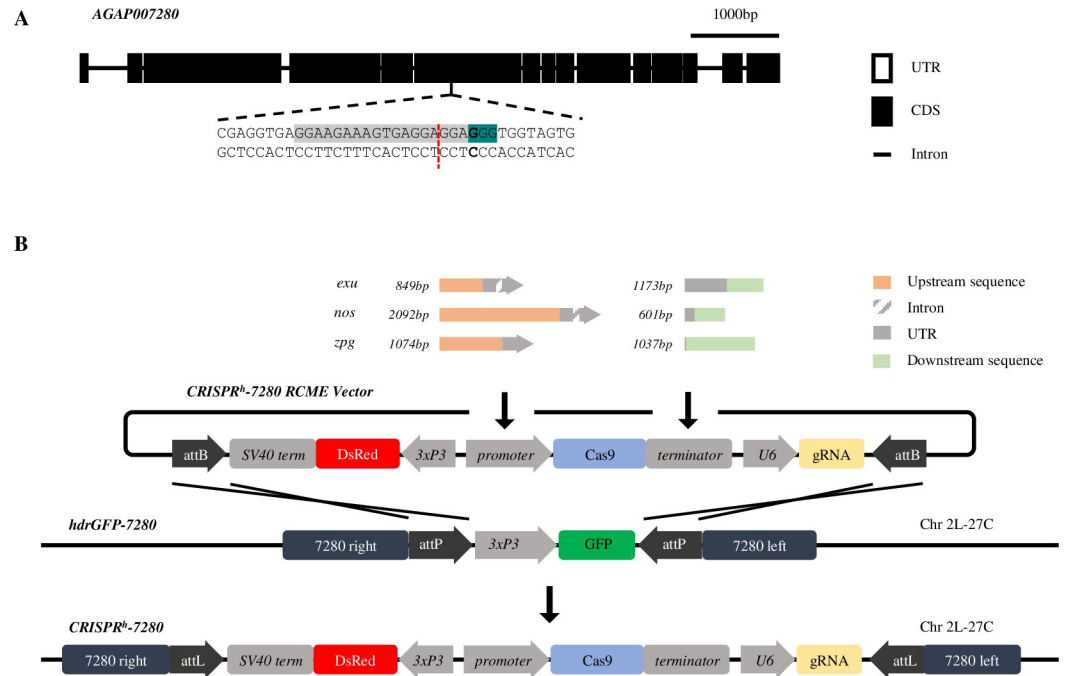 A
AGAP007280
1000bp
UTR
CDS
Intron
CGAGGTGAGGAAGAAAGTGAGGAAGGAGGGTGGTAGTG
GCTCCACTCCTTCTTTCACTCCTCCTCCCACCATCAC
B
exu 849bp 1173bp
nos 2092bp 601bp
zpg 1074bp 1037bp
Upstream sequence
Intron
UTR
Downstream sequence
CRISPRʰ-7280 RCME Vector
attB SV40 term DsRed 3xP3 promoter Cas9 terminator U6 gRNA attB
hdrGFP-7280 Chr 2L-27C
7280 right attP 3xP3 GFP attP 7280 left
CRISPRʰ-7280 Chr 2L-27C
7280 right attL SV40 term DsRed 3xP3 promoter Cas9 terminator U6 gRNA attL 7280 left